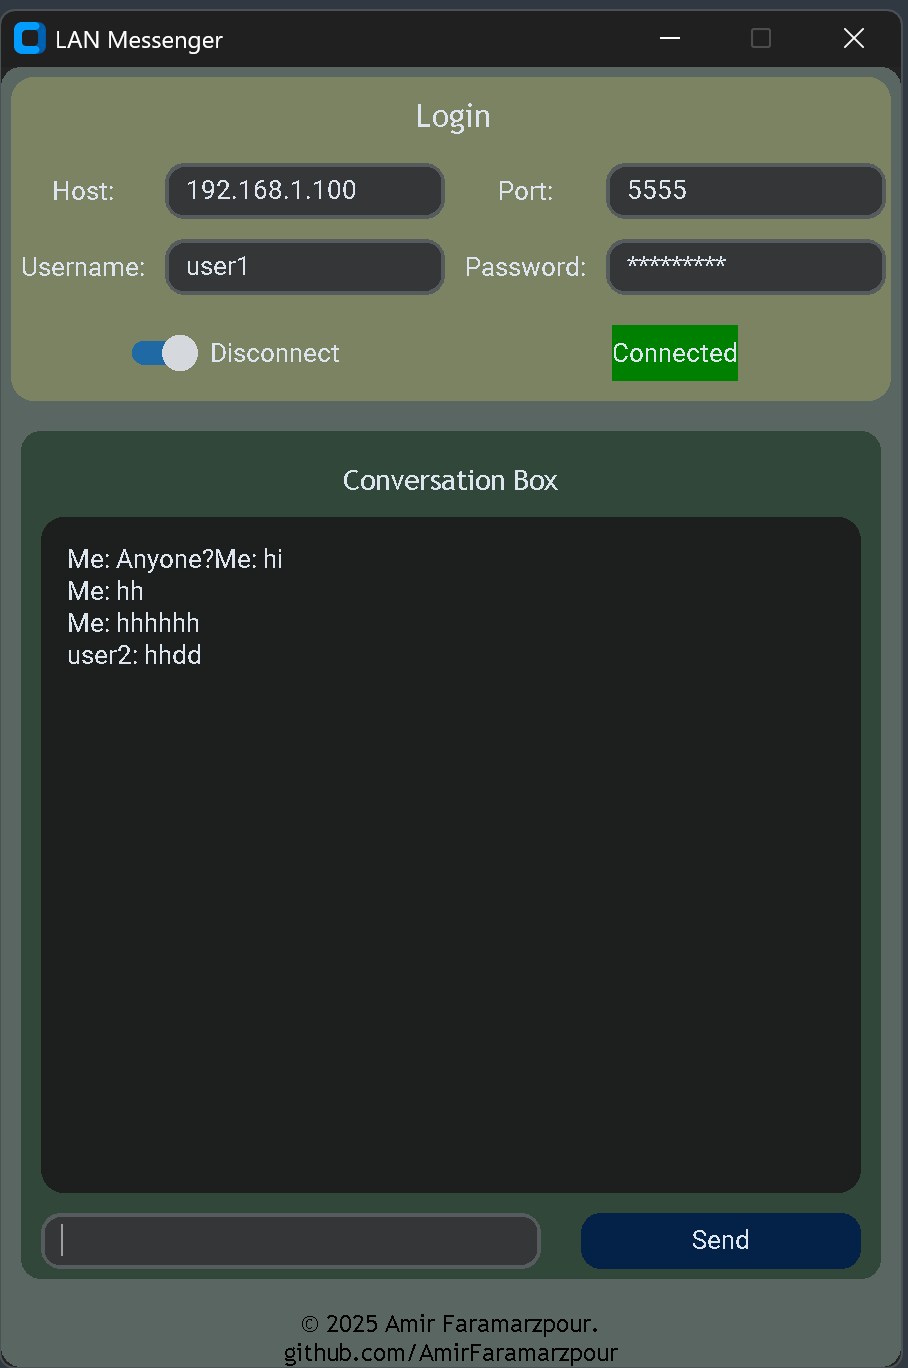 LAN Messenger
Login
Host: 192.168.1.100 Port: 5555
Username: user1 Password: *********
Disconnect Connected
Conversation Box
Me: Anyone?Me: hi
Me: hh
Me: hhhhhh
user2: hhdd
Send
© 2025 Amir Faramarzpour.
github.com/AmirFaramarzpour